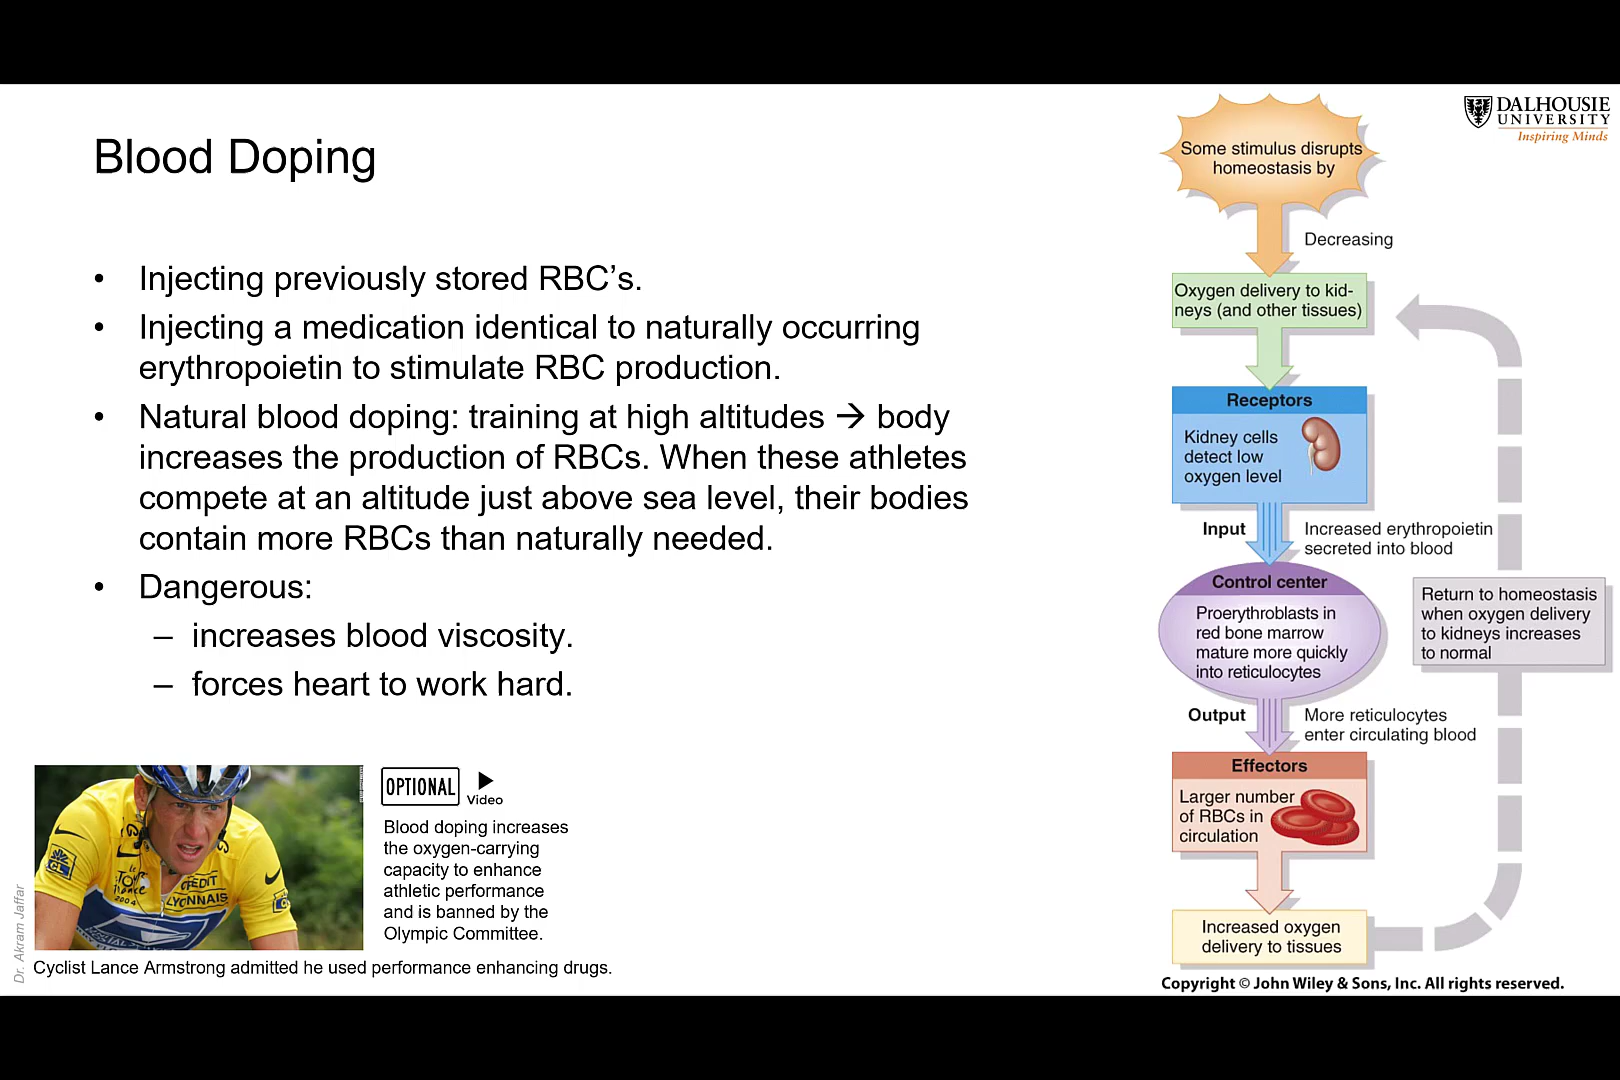 Blood Doping
• Injecting previously stored RBC’s.
• Injecting a medication identical to naturally occurring
erythropoietin to stimulate RBC production.
• Natural blood doping: training at high altitudes → body
increases the production of RBCs. When these athletes
compete at an altitude just above sea level, their bodies
contain more RBCs than naturally needed.
• Dangerous:
– increases blood viscosity.
– forces heart to work hard.
OPTIONAL
Video
Blood doping increases
the oxygen-carrying
capacity to enhance
athletic performance
and is banned by the
Olympic Committee.
le
TOUR
france
2004
CREDIT
LYONNAIS
Cyclist Lance Armstrong admitted he used performance enhancing drugs.
Dr. Akram Jaffar
DALHOUSIE
UNIVERSITY
Inspiring Minds
Some stimulus disrupts
homeostasis by
Decreasing
Oxygen delivery to kid-
neys (and other tissues)
Receptors
Kidney cells
detect low
oxygen level
Input
Increased erythropoietin
secreted into blood
Control center
Proerythroblasts in
red bone marrow
mature more quickly
into reticulocytes
Return to homeostasis
when oxygen delivery
to kidneys increases
to normal
Output
More reticulocytes
enter circulating blood
Effectors
Larger number
of RBCs in
circulation
Increased oxygen
delivery to tissues
Copyright © John Wiley & Sons, Inc. All rights reserved.